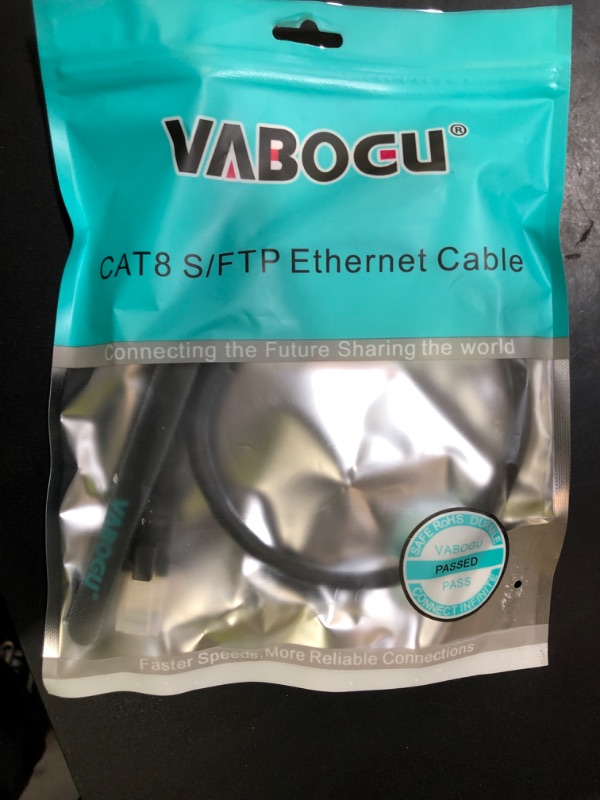 VABOGU®
CAT8 S/FTP Ethernet Cable
Connecting the Future Sharing the world
VABOGU
SAFE RoHS DURABLE
VABOGU
PASSED
PASS
CONNECT INFINITY
Faster Speeds.More Reliable Connections